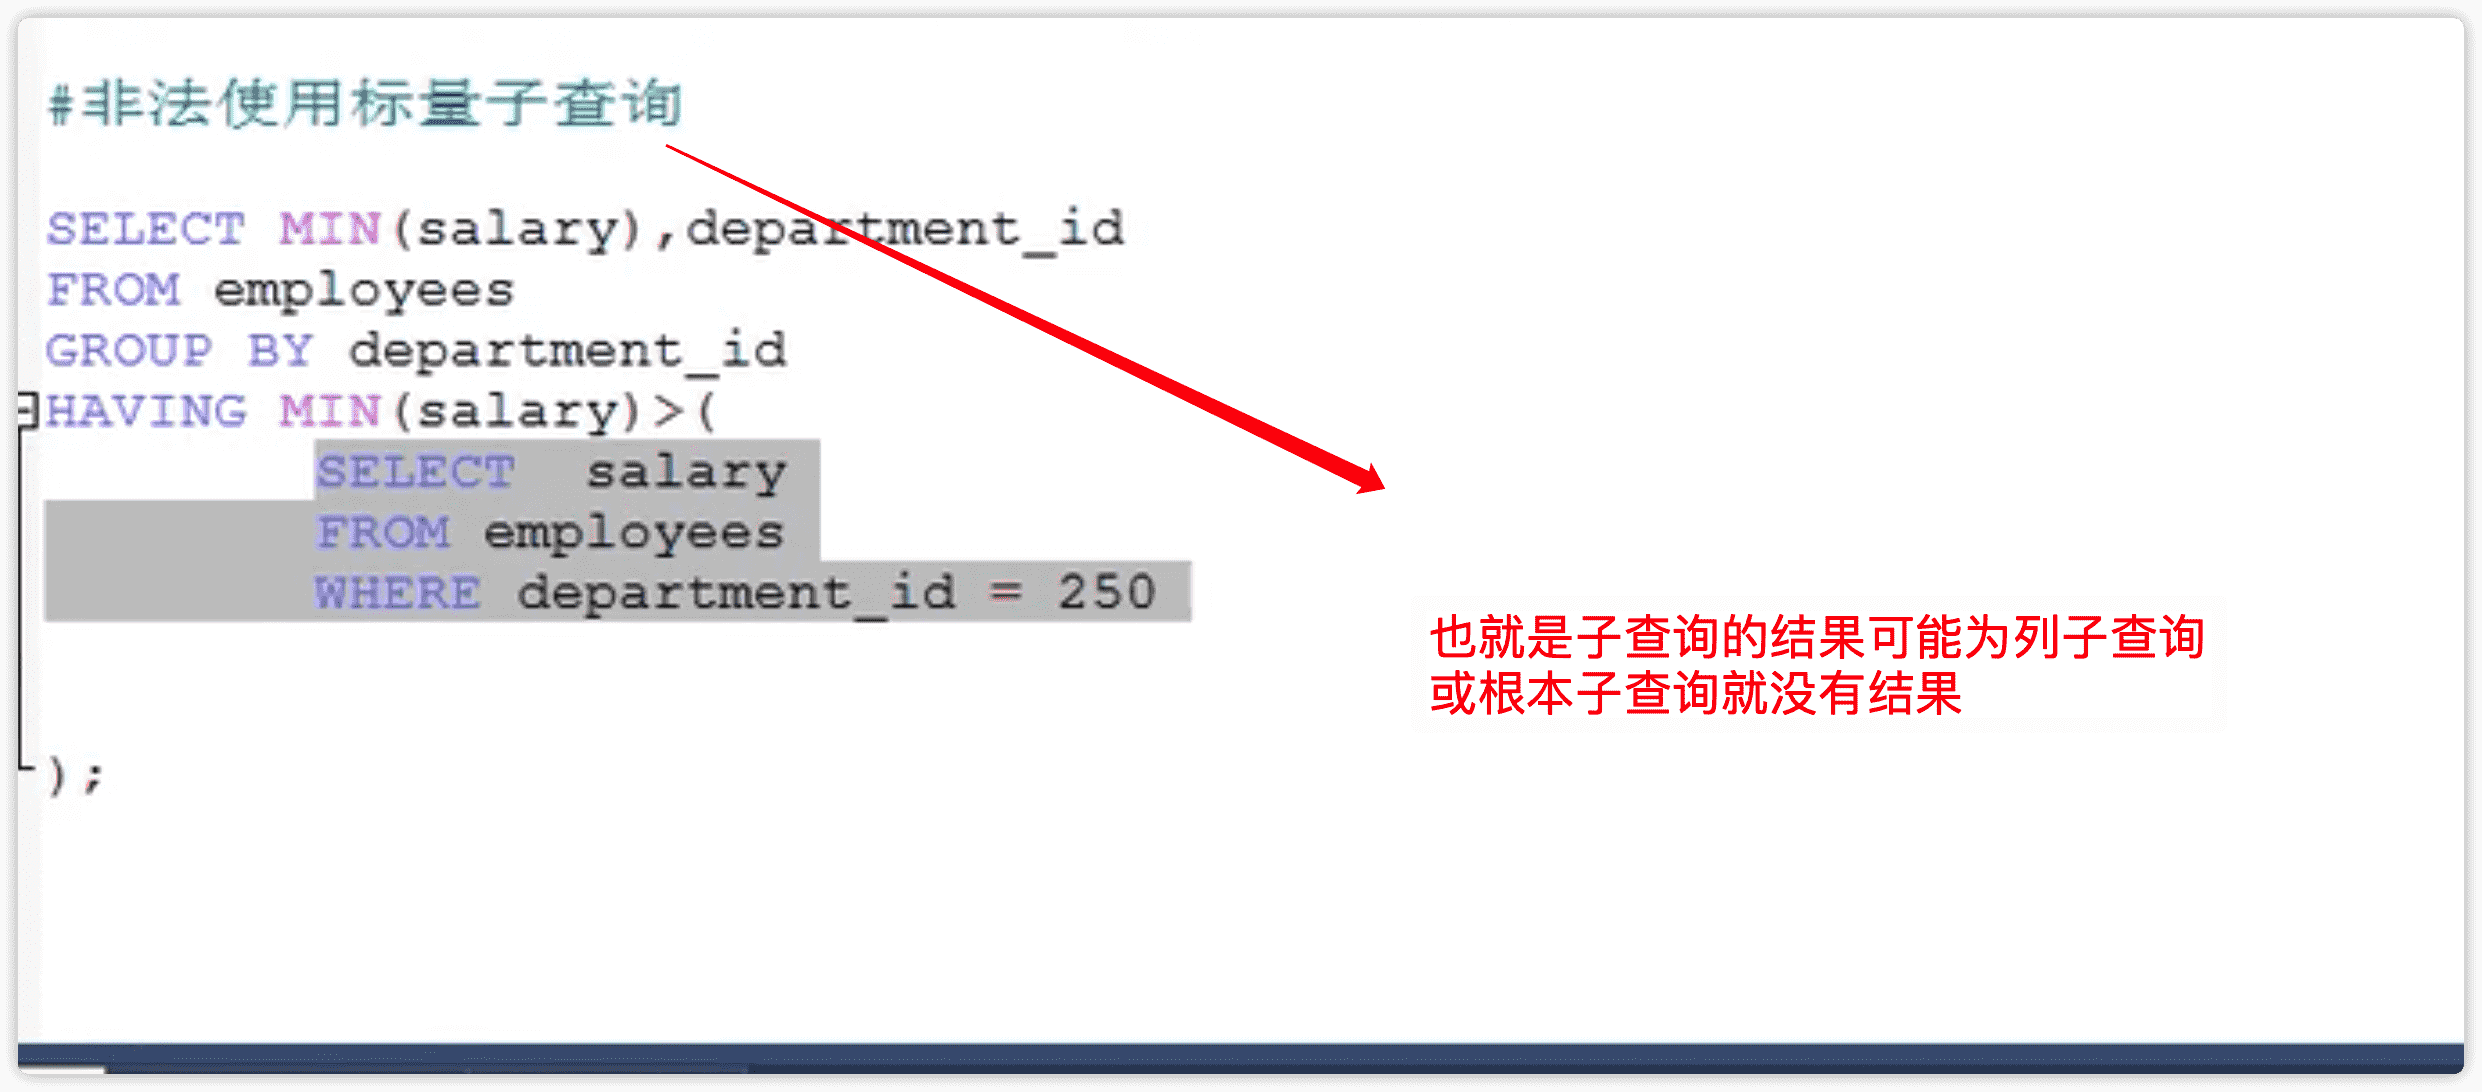 #非法使用标量子查询
SELECT MIN(salary),department_id
FROM employees
GROUP BY department_id
HAVING MIN(salary)>(
SELECT salary
FROM employees
WHERE department_id = 250
也就是子查询的结果可能为列子查询
或根本子查询就没有结果
);